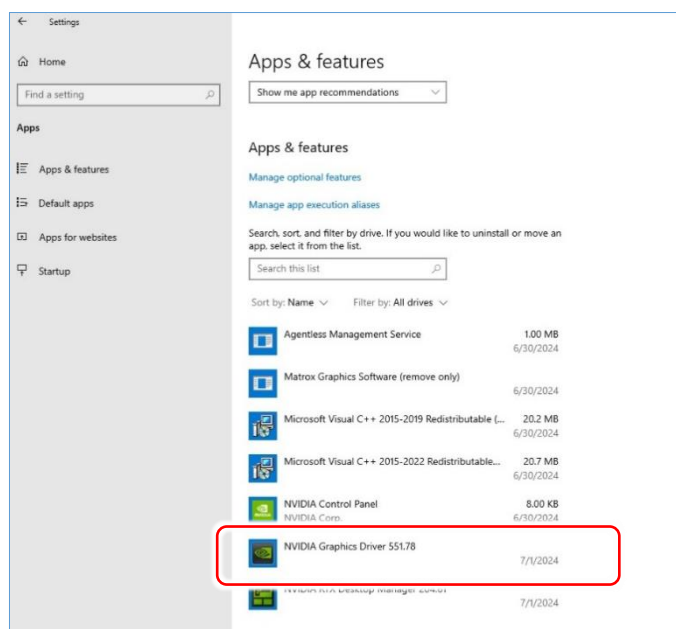 Settings
Home
Find a setting
Apps
Apps & features
Default apps
Apps for websites
Startup
Apps & features
Show me app recommendations
Apps & features
Manage optional features
Manage app execution aliases
Search, sort, and filter by drive. If you would like to uninstall or move an
app, select it from the list.
Search this list
Sort by: Name Filter by: All drives
Agentless Management Service 1.00 MB
6/30/2024
Matrox Graphics Software (remove only)
6/30/2024
Microsoft Visual C++ 2015-2019 Redistributable (... 20.2 MB
6/30/2024
Microsoft Visual C++ 2015-2022 Redistributable... 20.7 MB
6/30/2024
NVIDIA Control Panel 8.00 KB
NVIDIA Corp. 6/30/2024
NVIDIA Graphics Driver 551.78
7/1/2024
NVIDIA RTX Desktop Manager
7/1/2024